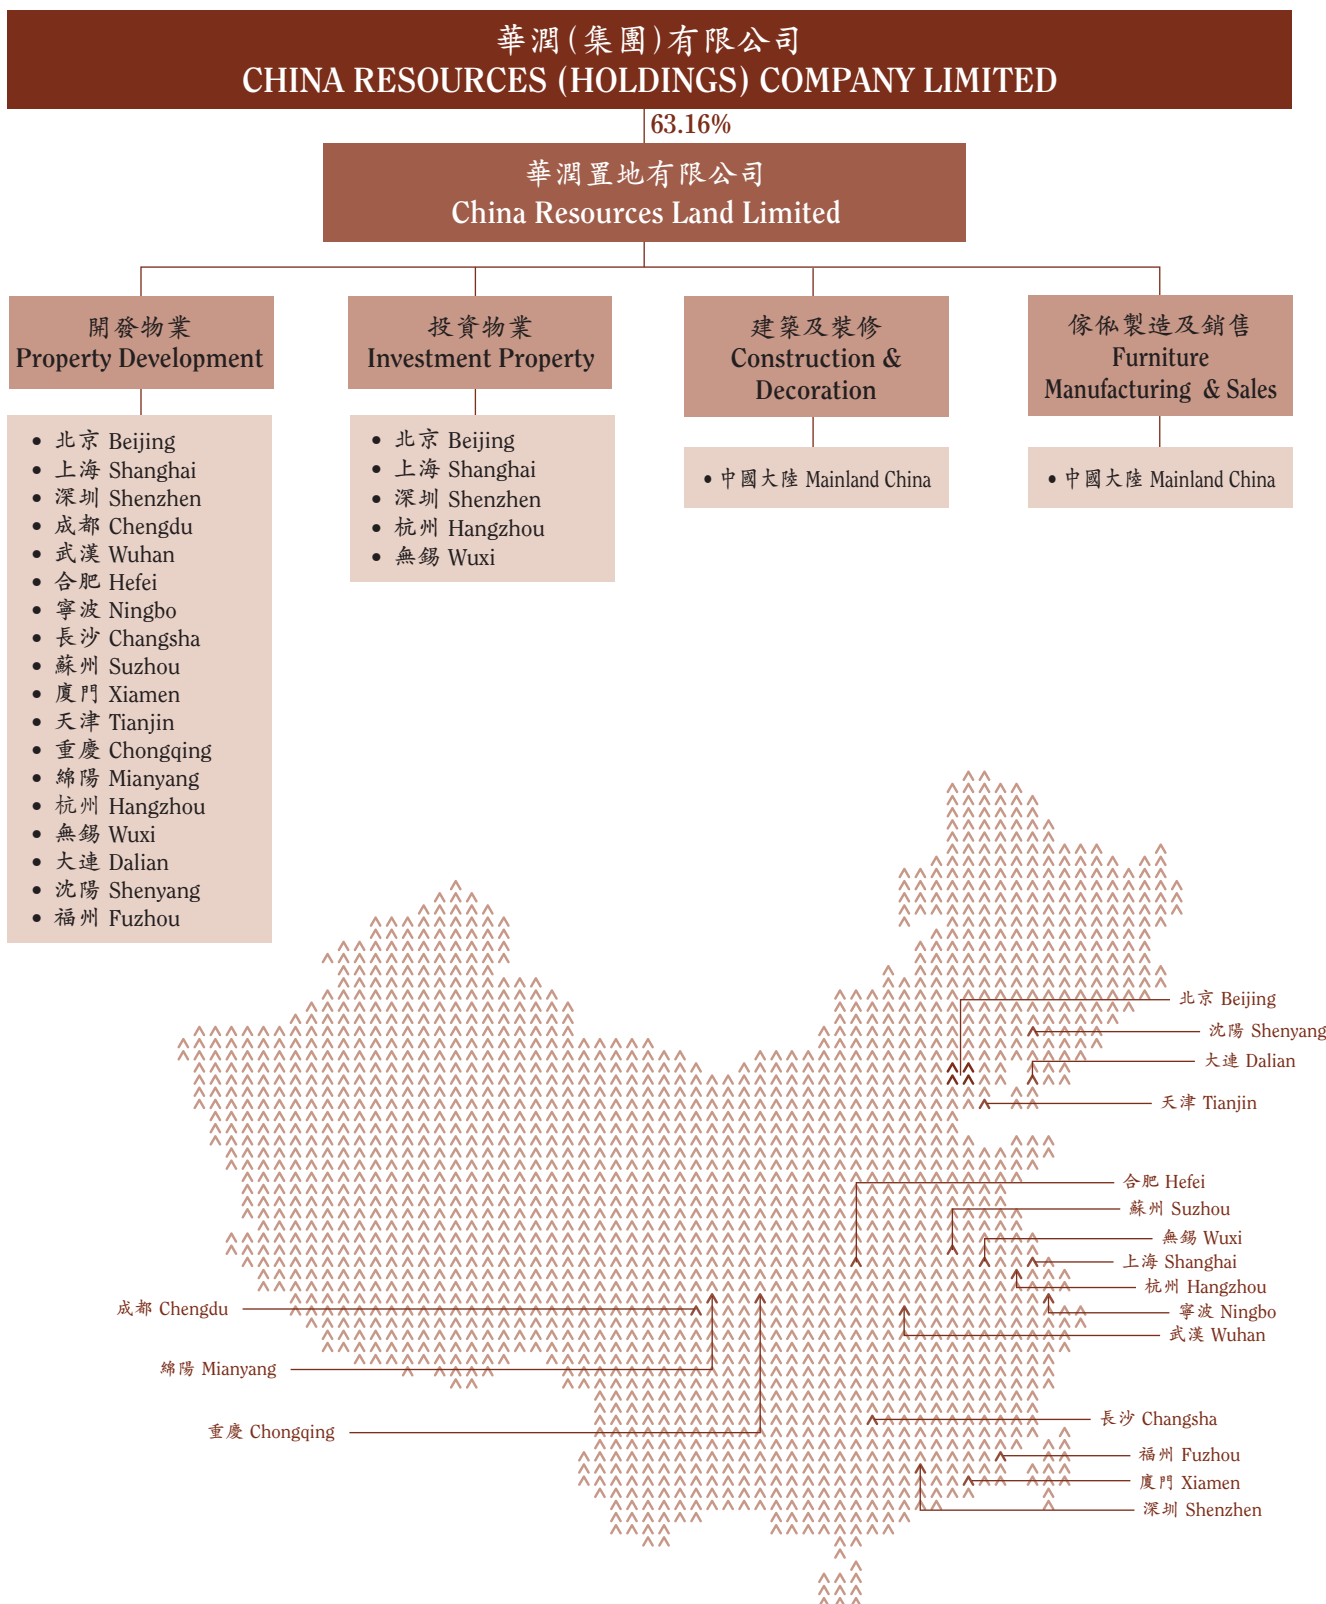 華潤(集團)有限公司
CHINA RESOURCES (HOLDINGS) COMPANY LIMITED
63.16%
華潤置地有限公司
China Resources Land Limited
開發物業
Property Development
• 北京 Beijing
• 上海 Shanghai
• 深圳 Shenzhen
• 成都 Chengdu
• 武漢 Wuhan
• 合肥 Hefei
• 寧波 Ningbo
• 長沙 Changsha
• 蘇州 Suzhou
• 廈門 Xiamen
• 天津 Tianjin
• 重慶 Chongqing
• 綿陽 Mianyang
• 杭州 Hangzhou
• 無錫 Wuxi
• 大連 Dalian
• 沈陽 Shenyang
• 福州 Fuzhou
投資物業
Investment Property
• 北京 Beijing
• 上海 Shanghai
• 深圳 Shenzhen
• 杭州 Hangzhou
• 無錫 Wuxi
建築及裝修
Construction &
Decoration
• 中國大陸 Mainland China
傢俬製造及銷售
Furniture
Manufacturing & Sales
• 中國大陸 Mainland China
北京 Beijing
沈陽 Shenyang
大連 Dalian
天津 Tianjin
合肥 Hefei
蘇州 Suzhou
無錫 Wuxi
上海 Shanghai
杭州 Hangzhou
成都 Chengdu
寧波 Ningbo
武漢 Wuhan
綿陽 Mianyang
長沙 Changsha
重慶 Chongqing
福州 Fuzhou
廈門 Xiamen
深圳 Shenzhen